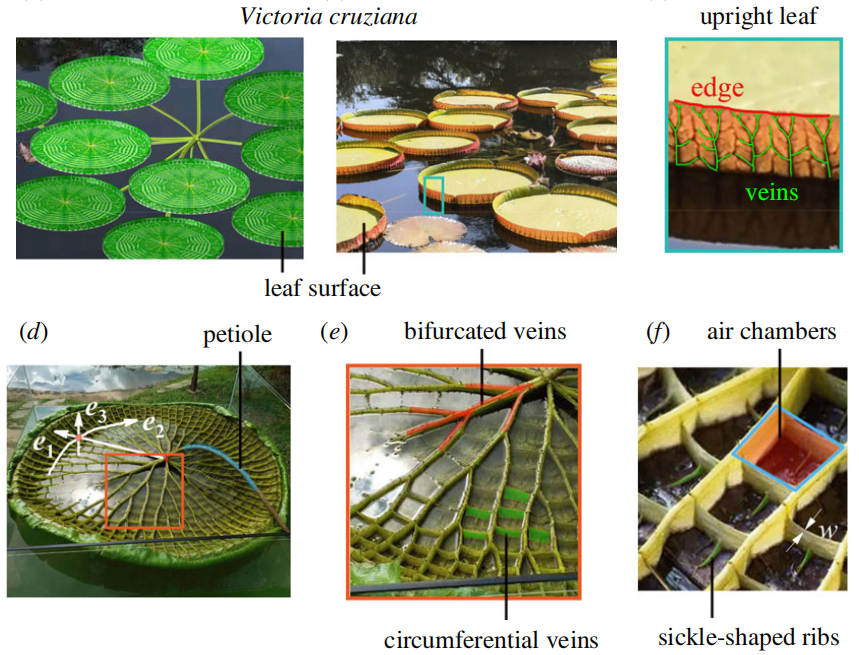 Victoria cruziana
upright leaf
edge
veins
leaf surface
(d)
petiole
(e)
bifurcated veins
(f)
air chambers
e3
e2
e1
w
circumferential veins
sickle-shaped ribs